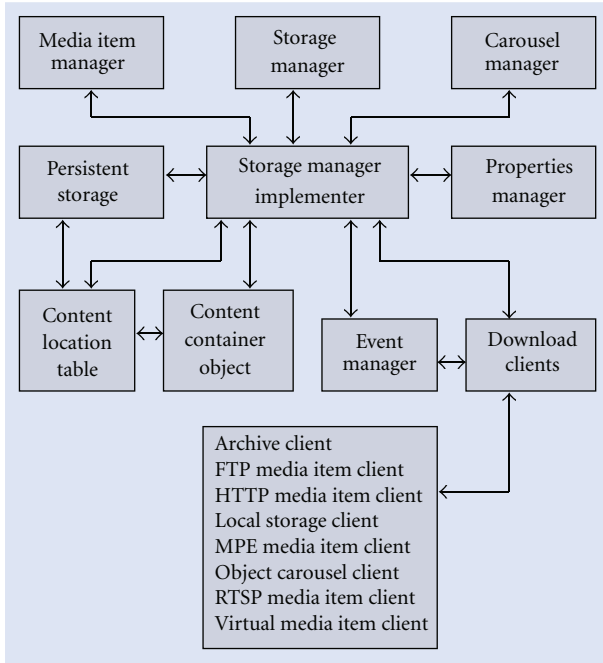 Media item
manager
Storage
manager
Carousel
manager
Persistent
storage
Storage manager
implementer
Properties
manager
Content
location
table
Content
container
object
Event
manager
Download
clients
Archive client
FTP media item client
HTTP media item client
Local storage client
MPE media item client
Object carousel client
RTSP media item client
Virtual media item client